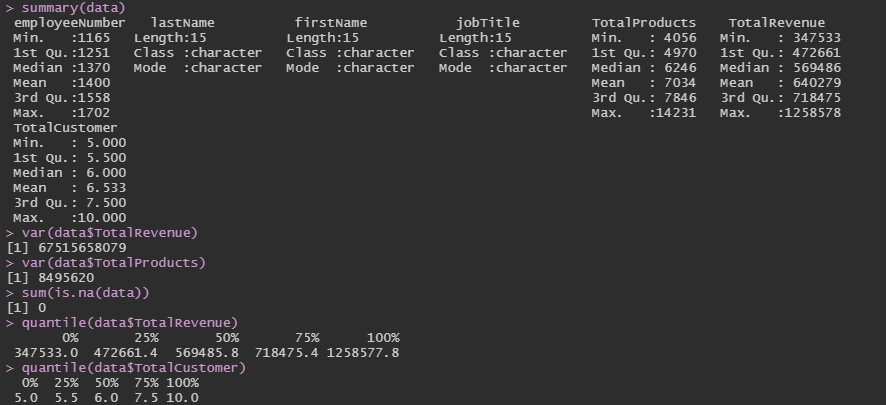 > summary(data)
 employeeNumber   lastName          firstName           jobTitle         TotalProducts    TotalRevenue
 Min.   :1165   Length:15          Length:15          Length:15          Min.   : 4056   Min.   : 347533
 1st Qu.:1251   Class :character   Class :character   Class :character   1st Qu.: 4970   1st Qu.: 472661
 Median :1370   Mode  :character   Mode  :character   Mode  :character   Median : 6246   Median : 569486
 Mean   :1400                                                            Mean   : 7034   Mean   : 640279
 3rd Qu.:1558                                                            3rd Qu.: 7846   3rd Qu.: 718475
 Max.   :1702                                                            Max.   :14231   Max.   :1258578
 TotalCustomer
 Min.   : 5.000
 1st Qu.: 5.500
 Median : 6.000
 Mean   : 6.533
 3rd Qu.: 7.500
 Max.   :10.000
> var(data$TotalRevenue)
[1] 67515658079
> var(data$TotalProducts)
[1] 8495620
> sum(is.na(data))
[1] 0
> quantile(data$TotalRevenue)
       0%       25%       50%       75%      100%
 347533.0  472661.4  569485.8  718475.4 1258577.8
> quantile(data$TotalCustomer)
  0%  25%  50%  75% 100%
 5.0  5.5  6.0  7.5 10.0